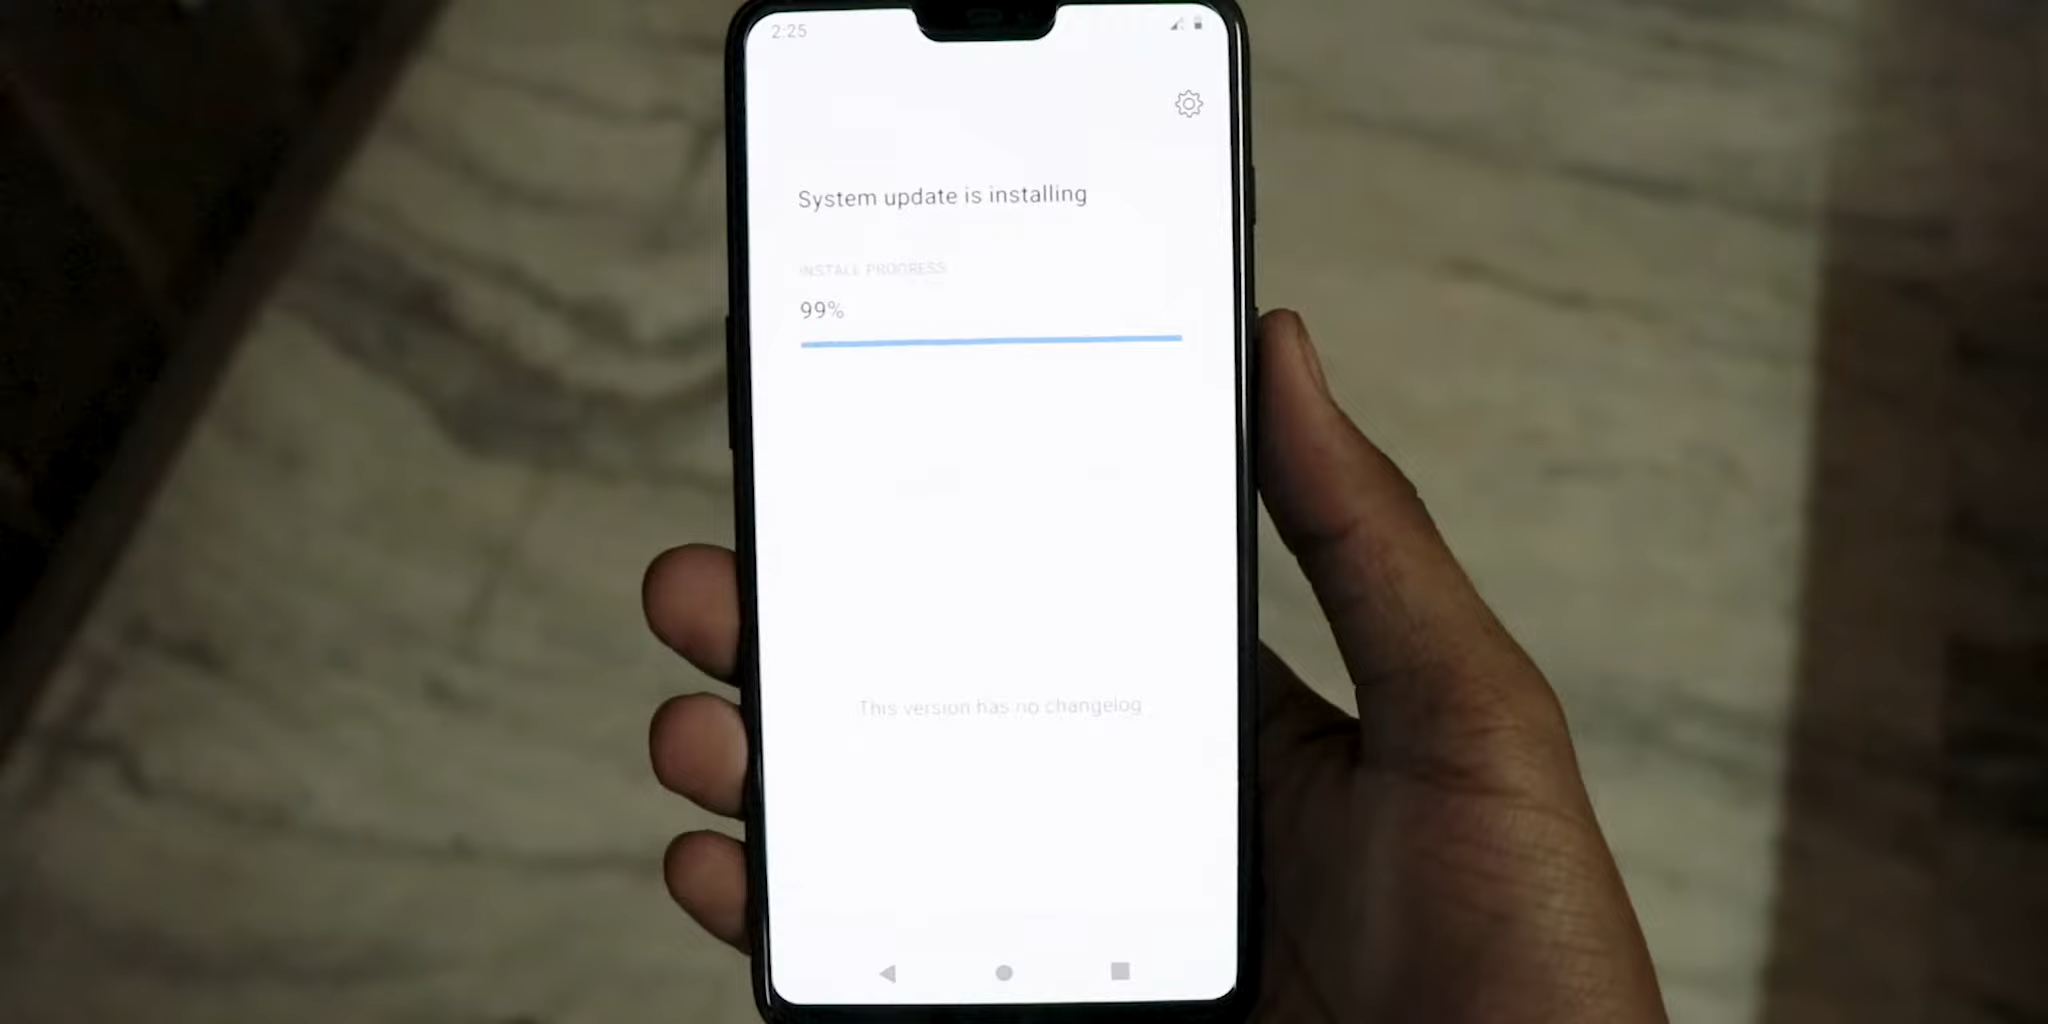 2:25
System update is installing
INSTALL PROGRESS
99%
This version has no changelog